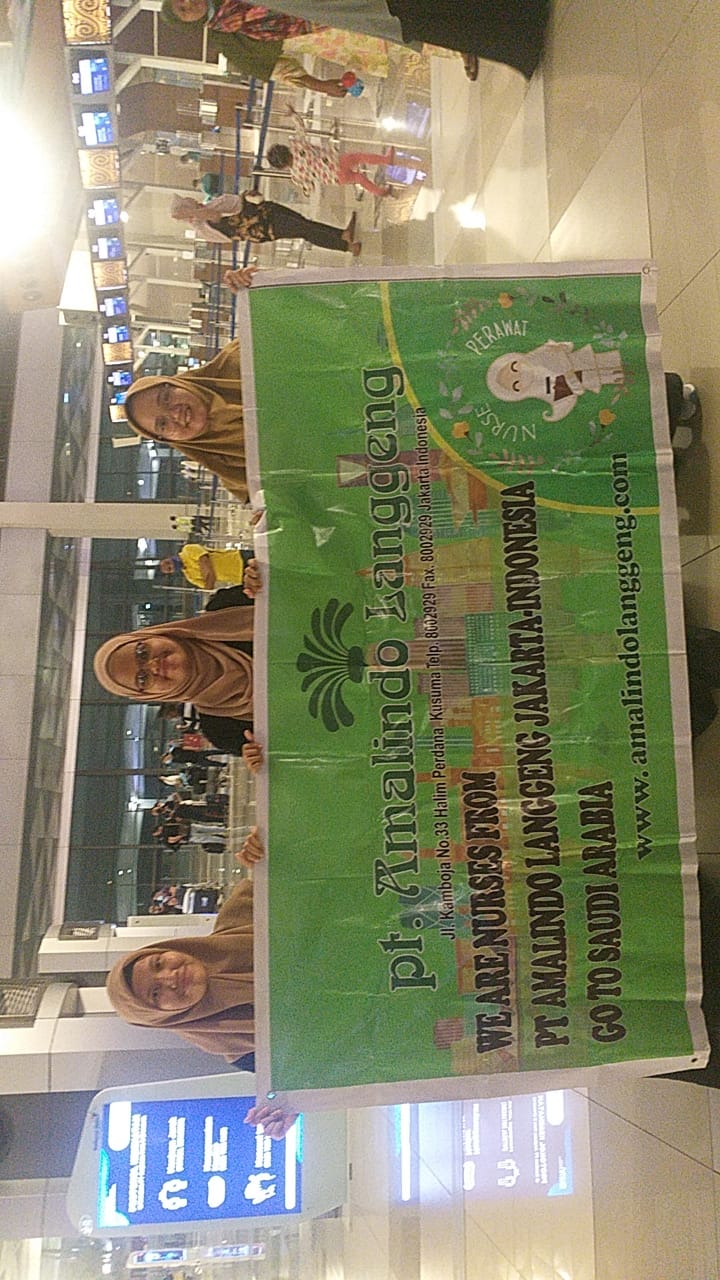 pt. Amalindo Langgeng
Jl. Kamboja No.33 Halim Perdana Kusuma Telp. 8002929 Fax. 8002929 Jakarta Indonesia
WE ARE NURSES FROM
PT AMALINDO LANGGENG JAKARTA-INDONESIA
GO TO SAUDI ARABIA
www.amalindolanggeng.com
NURSE
PERAWAT